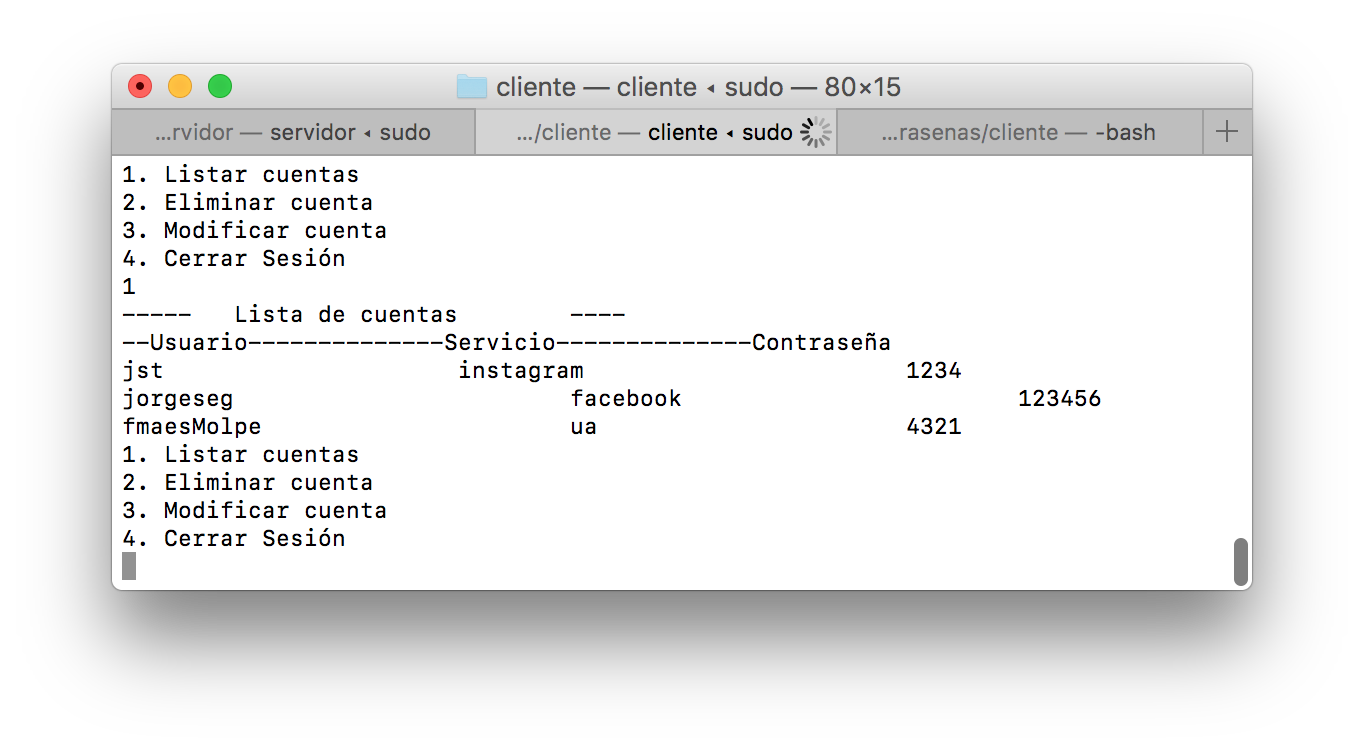 cliente — cliente ◂ sudo — 80×15
...rvidor — servidor ◂ sudo
.../cliente — cliente ◂ sudo
...rasenas/cliente — -bash
1. Listar cuentas
2. Eliminar cuenta
3. Modificar cuenta
4. Cerrar Sesión
1
-----   Lista de cuentas        ----
--Usuario--------------Servicio--------------Contraseña
jst                     instagram                       1234
jorgeseg                        facebook                        123456
fmaesMolpe                      ua                      4321
1. Listar cuentas
2. Eliminar cuenta
3. Modificar cuenta
4. Cerrar Sesión